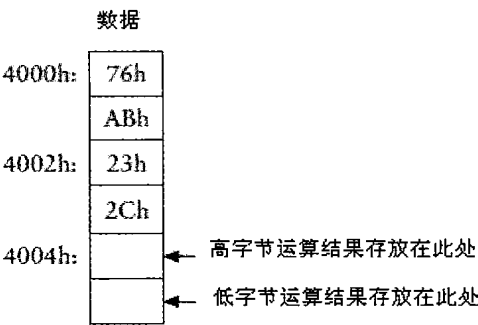 数据
4000h: 76h
ABh
4002h: 23h
2Ch
4004h: 高字节运算结果存放在此处
低字节运算结果存放在此处